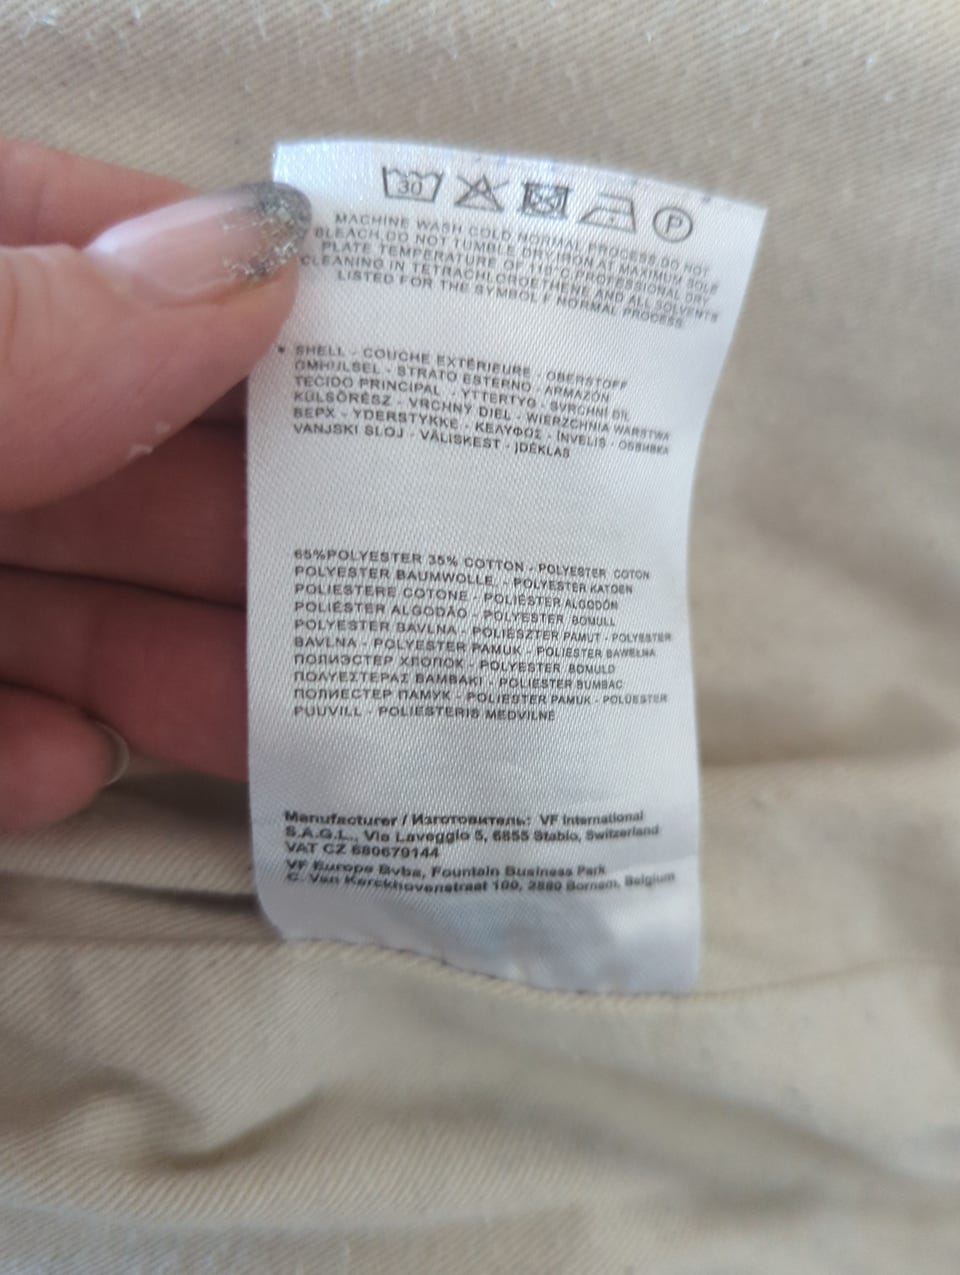 30 P
MACHINE WASH COLD NORMAL PROCESS.DO NOT
BLEACH.DO NOT TUMBLE DRY.IRON AT MAXIMUM SOLE
PLATE TEMPERATURE OF 110°C.PROFESSIONAL DRY
CLEANING IN TETRACHLOROETHENE AND ALL SOLVENTS
LISTED FOR THE SYMBOL F NORMAL PROCESS.
SHELL - COUCHE EXTÉRIEURE - OBERSTOFF
OMHULSEL - STRATO ESTERNO - ARMAZÓN
TECIDO PRINCIPAL - YTTERTYG - SVRCHNÍ DÍL
KÜLSŐRÉSZ - VRCHNÝ DIEL - WIERZCHNIA WARSTWA
ВЕРХ - YDERSTYKKE - ΚΕΛΥΦΟΣ - ÎNVELIS - ОБВИВКА
VANJSKI SLOJ - VÄLISKEST - ĮDĖKLAS
65%POLYESTER 35% COTTON - POLYESTER COTON
POLYESTER BAUMWOLLE - POLYESTER KATOEN
POLIESTERE COTONE - POLIÉSTER ALGODÓN
POLIÉSTER ALGODÃO - POLYESTER BOMULL
POLYESTER BAVLNA - POLIÉSZTER PAMUT - POLYESTER
BAVLNA - POLYESTER PAMUK - POLIESTER BAWEŁNA
ПОЛИЭСТЕР ХЛОПОК - POLYESTER BOMULD
ΠΟΛΥΕΣΤΕΡΑΣ ΒΑΜΒΑΚΙ - POLIESTER BUMBAC
ПОЛИЕСТЕР ПАМУК - POLIESTER PAMUK - POLÜESTER
PUUVILL - POLIESTERIS MEDVILNĖ
Manufacturer / Изготовитель: VF International
S.A.G.L., Via Laveggio 5, 6855 Stabio, Switzerland
VAT CZ 680679144
VF Europe Bvba, Fountain Business Park
C. Van Kerckhovenstraat 100, 2880 Bornem, Belgium